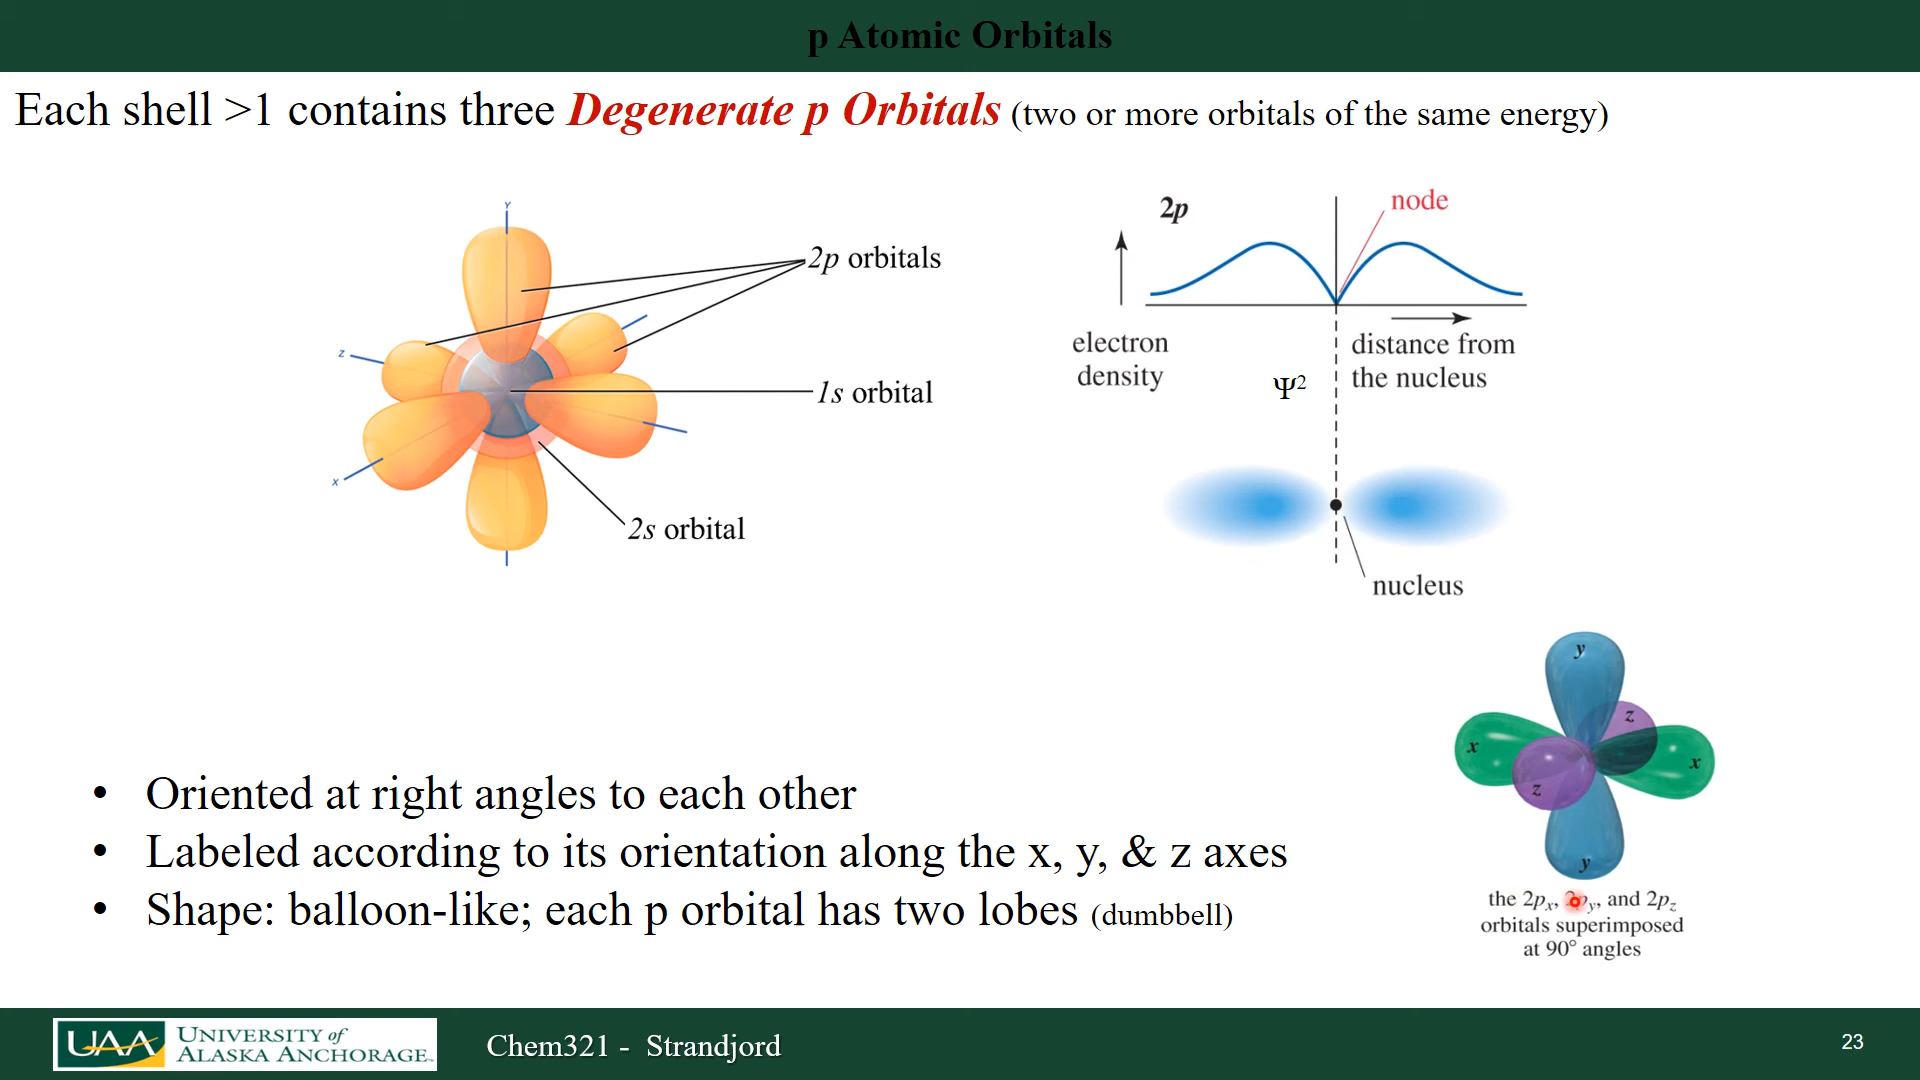 p Atomic Orbitals
Each shell >1 contains three Degenerate p Orbitals (two or more orbitals of the same energy)
Y
2p orbitals
z
1s orbital
x
2s orbital
2p
node
electron
density
distance from
the nucleus
Ψ²
nucleus
y
z
x
x
z
y
the 2pₓ, y, and 2p_z
orbitals superimposed
at 90° angles
• Oriented at right angles to each other
• Labeled according to its orientation along the x, y, & z axes
• Shape: balloon-like; each p orbital has two lobes (dumbbell)
UAA
UNIVERSITY of
ALASKA ANCHORAGE
Chem321 - Strandjord
23